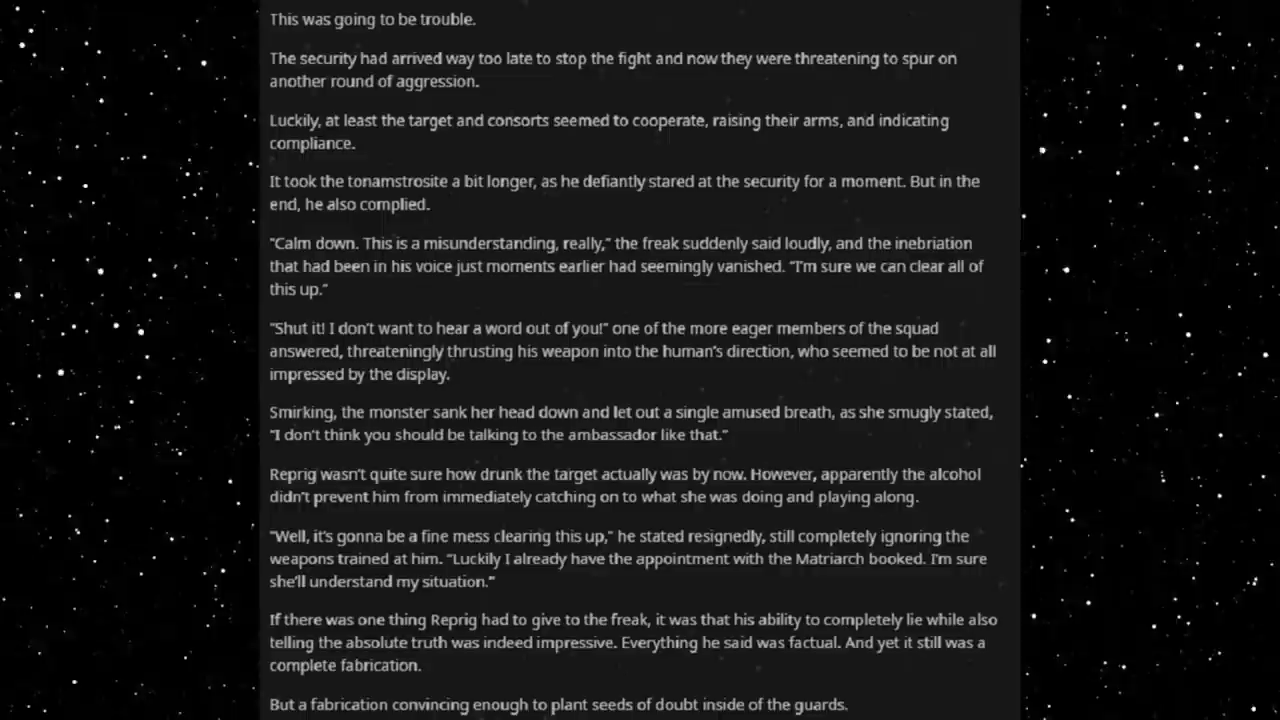 This was going to be trouble.
The security had arrived way too late to stop the fight and now they were threatening to spur on
another round of aggression.
Luckily, at least the target and consorts seemed to cooperate, raising their arms, and indicating
compliance.
It took the tonamstrosite a bit longer, as he defiantly stared at the security for a moment. But in the
end, he also complied.
“Calm down. This is a misunderstanding, really,” the freak suddenly said loudly, and the inebriation
that had been in his voice just moments earlier had seemingly vanished. “I’m sure we can clear all of
this up.”
“Shut it! I don’t want to hear a word out of you!” one of the more eager members of the squad
answered, threateningly thrusting his weapon into the human’s direction, who seemed to be not at all
impressed by the display.
Smirking, the monster sank her head down and let out a single amused breath, as she smugly stated,
“I don’t think you should be talking to the ambassador like that.”
Reprig wasn’t quite sure how drunk the target actually was by now. However, apparently the alcohol
didn’t prevent him from immediately catching on to what she was doing and playing along.
“Well, it’s gonna be a fine mess clearing this up,” he stated resignedly, still completely ignoring the
weapons trained at him. “Luckily I already have the appointment with the Matriarch booked. I’m sure
she’ll understand my situation.”
If there was one thing Reprig had to give to the freak, it was that his ability to completely lie while also
telling the absolute truth was indeed impressive. Everything he said was factual. And yet it still was a
complete fabrication.
But a fabrication convincing enough to plant seeds of doubt inside of the guards.